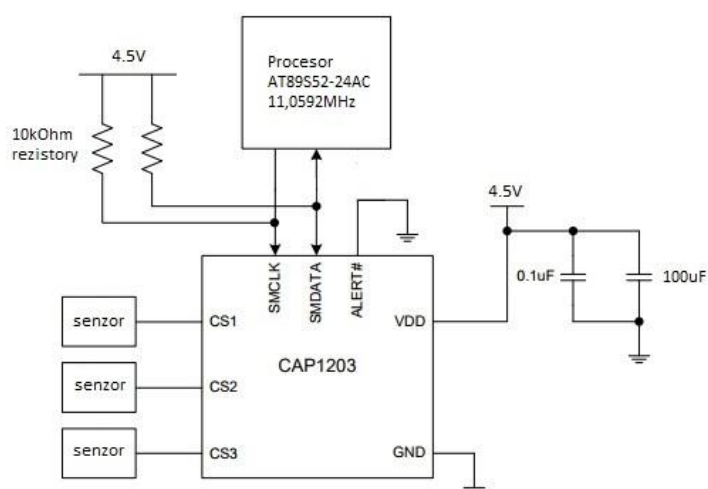 4.5V
Procesor
AT89S52-24AC
11,0592MHz
10kOhm
rezistory
4.5V
0.1uF
100uF
SMCLK
SMDATA
ALERT#
senzor
CS1
VDD
CAP1203
senzor
CS2
senzor
CS3
GND